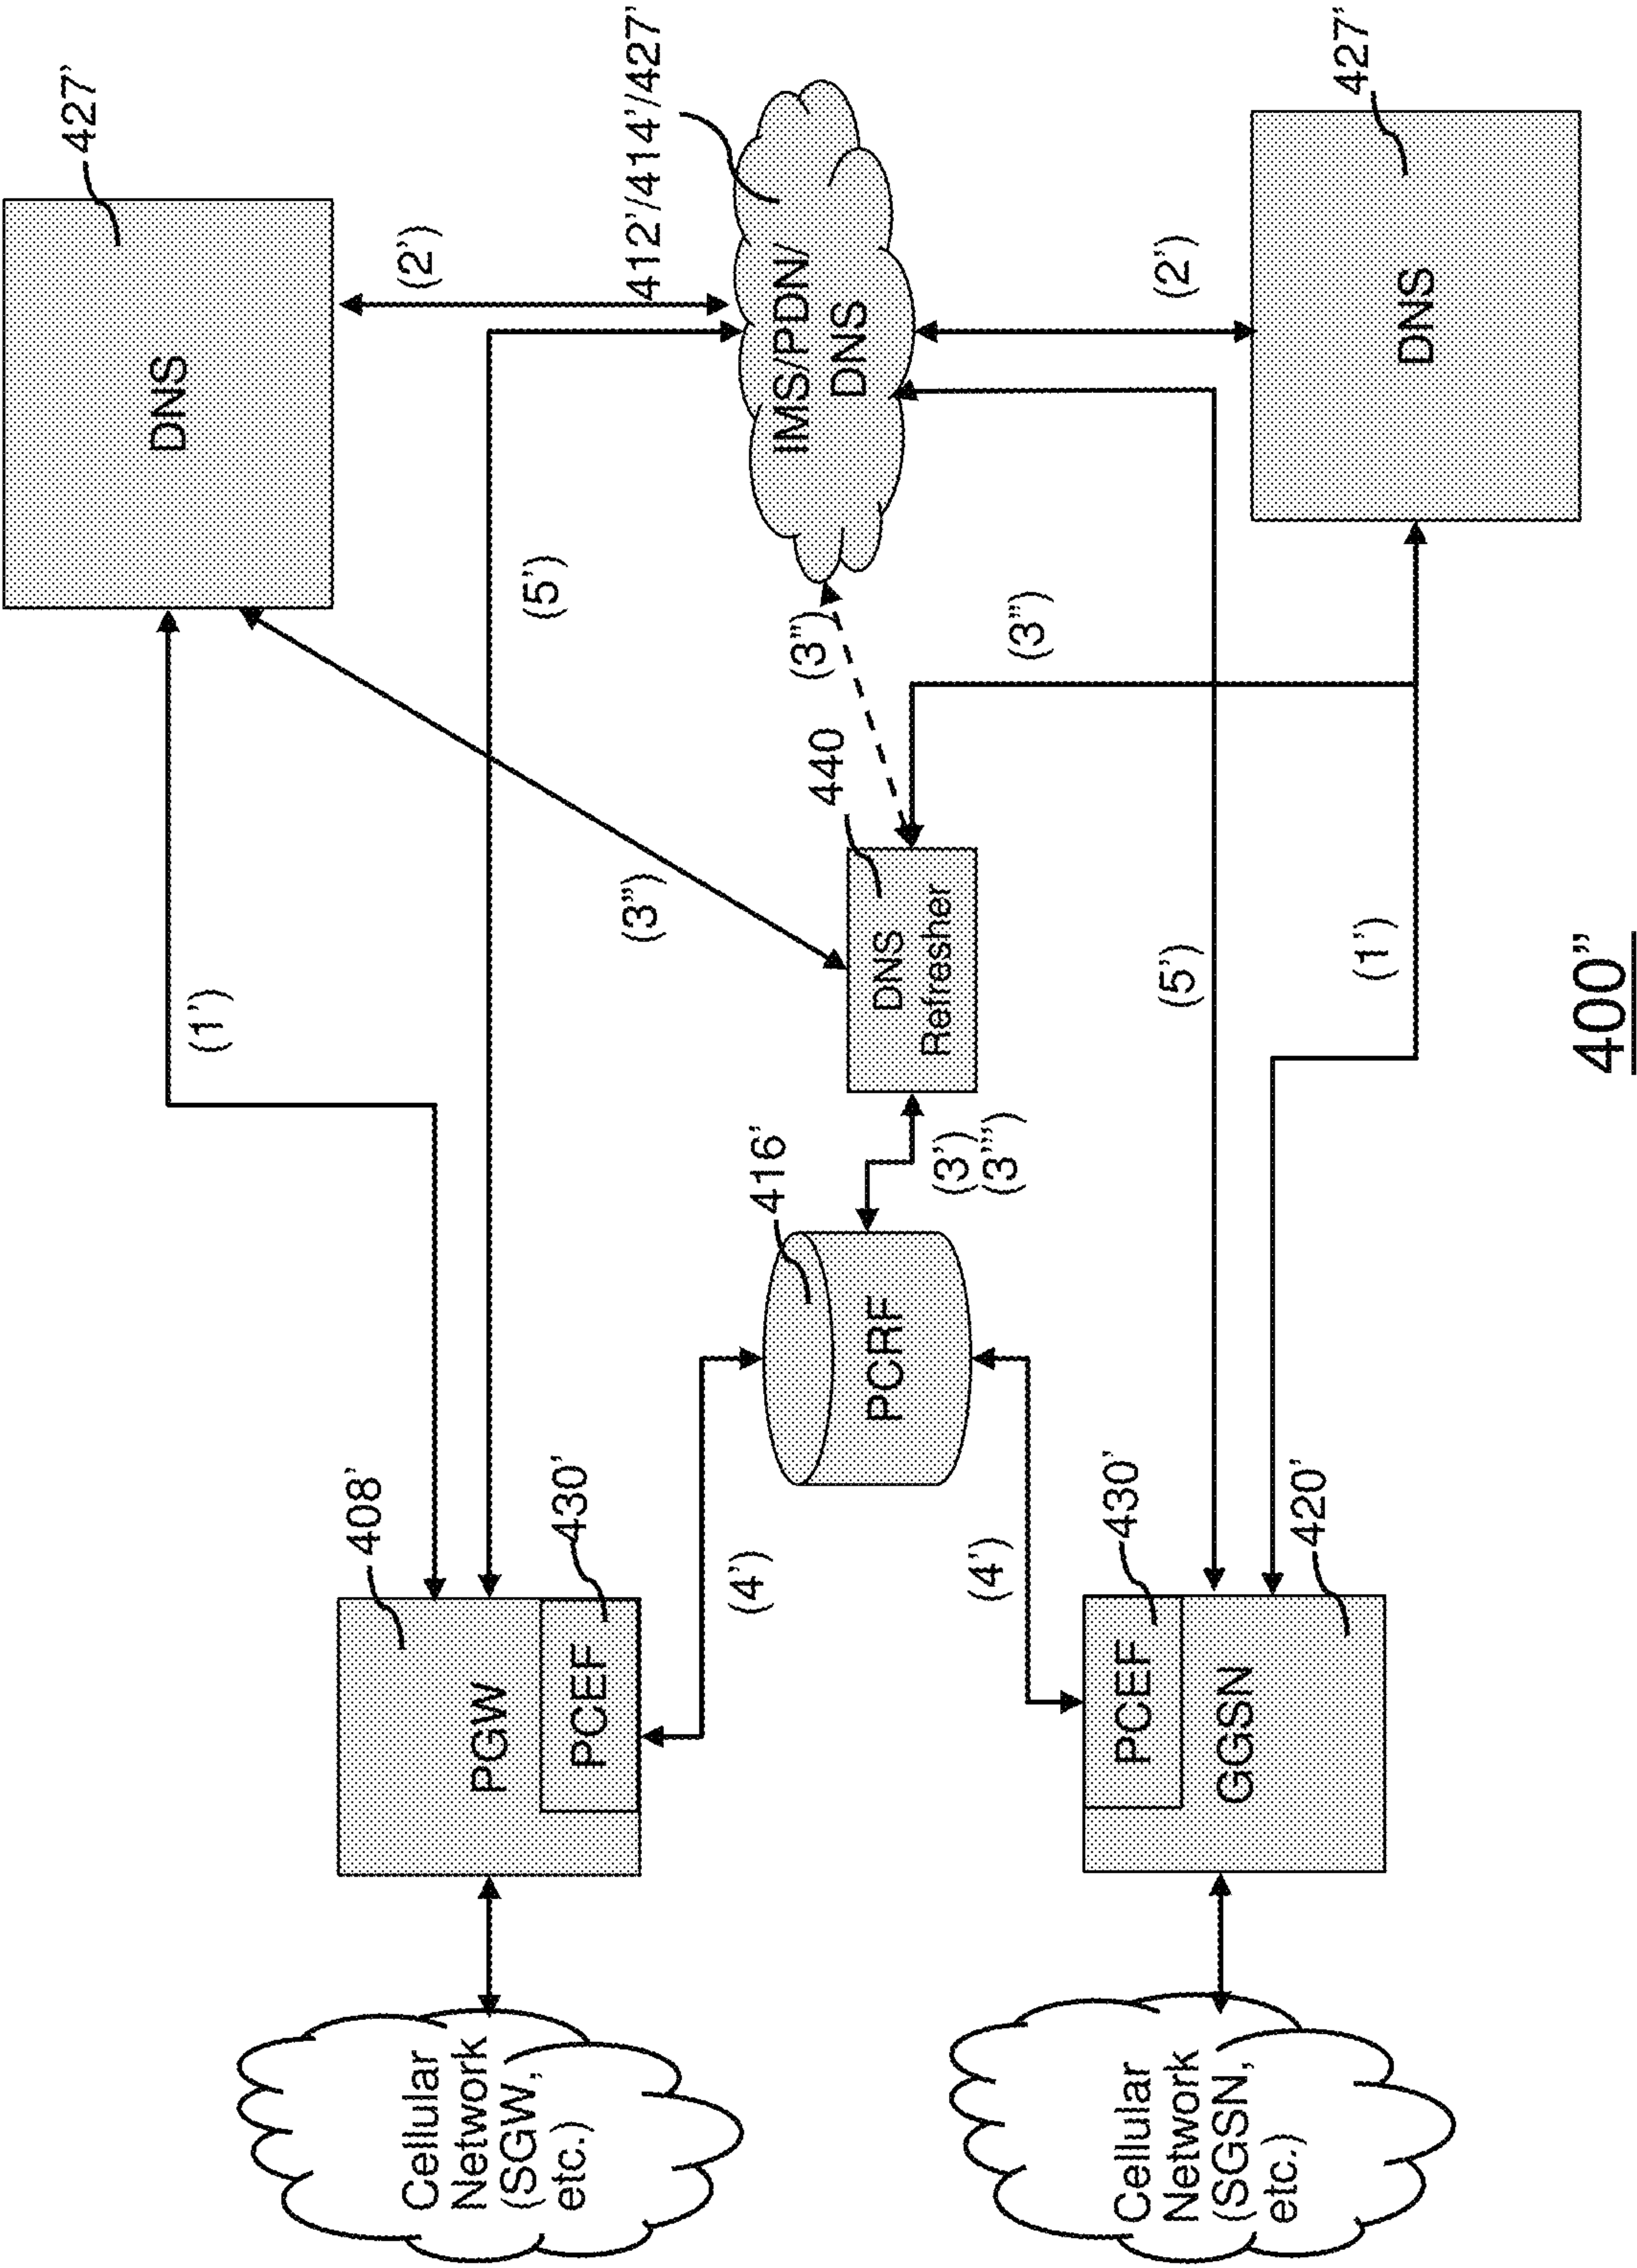 427'
DNS
(2')
412'/414'/427'
(1')
(5')
(3")
(3")
IMS/PDN/
DNS
408'
PGW
430'
PCEF
Cellular
Network
(SGW,
etc.)
(4')
416'
PCRF
440
DNS
Refresher
(3')
(3''')
(3")
(2')
427'
DNS
(4')
430'
PCEF
GGSN
420'
(5')
(1')
Cellular
Network
(SGSN,
etc.)
400"